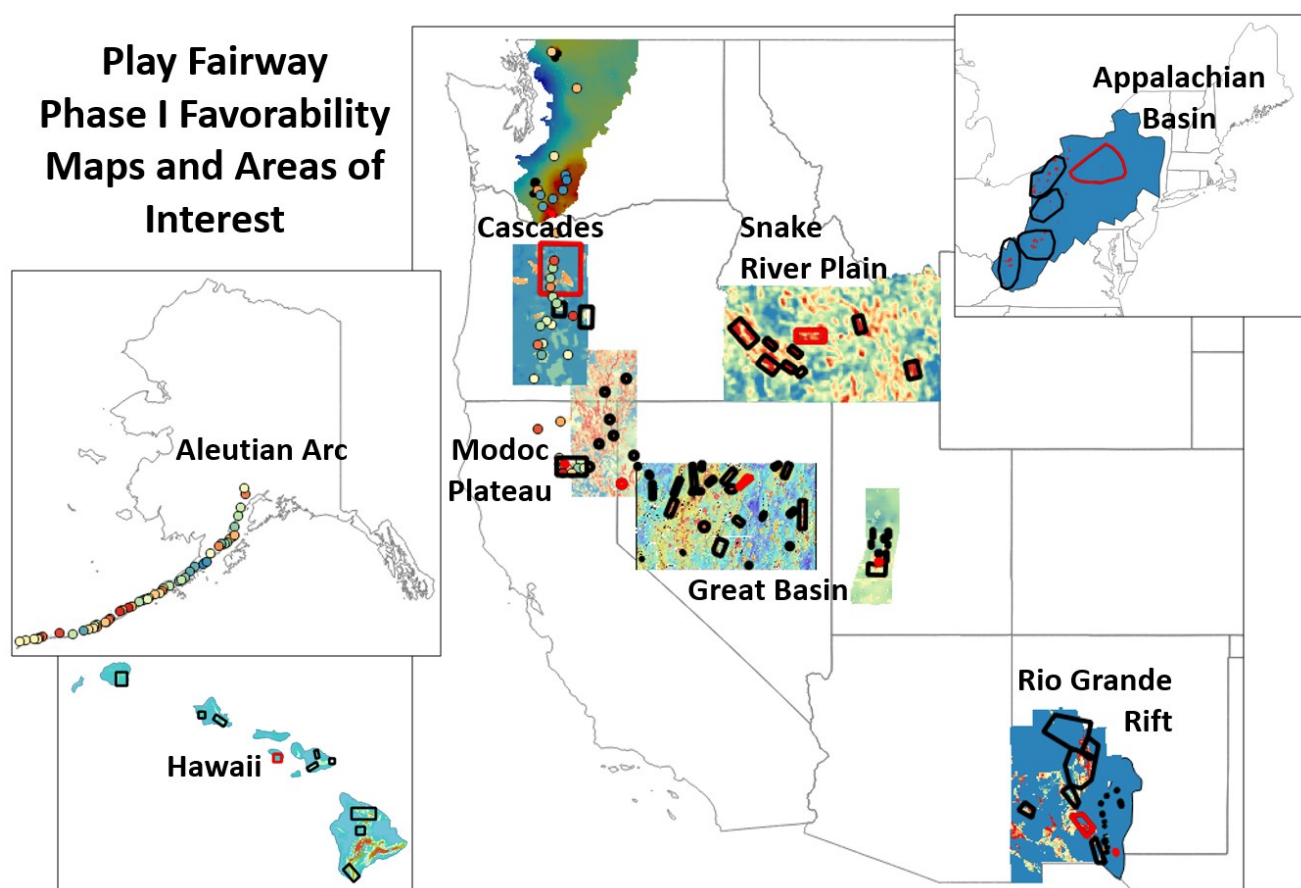 Play Fairway
Phase I Favorability
Maps and Areas of
Interest
Appalachian
Basin
Cascades
Snake
River Plain
Aleutian Arc
Modoc
Plateau
Great Basin
Rio Grande
Rift
Hawaii